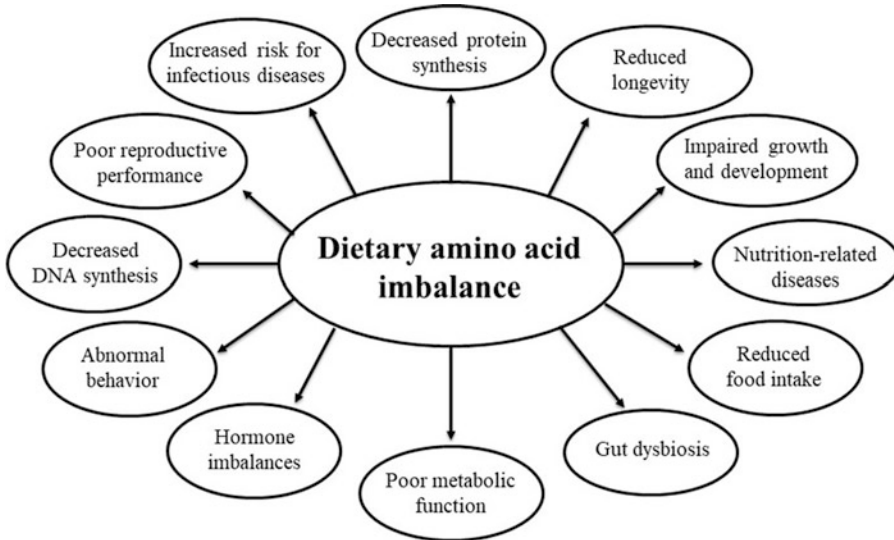 Decreased protein
synthesis
Reduced
longevity
Impaired growth
and development
Nutrition-related
diseases
Reduced
food intake
Gut dysbiosis
Poor metabolic
function
Hormone
imbalances
Abnormal
behavior
Decreased
DNA synthesis
Poor reproductive
performance
Increased risk for
infectious diseases
Dietary amino acid
imbalance